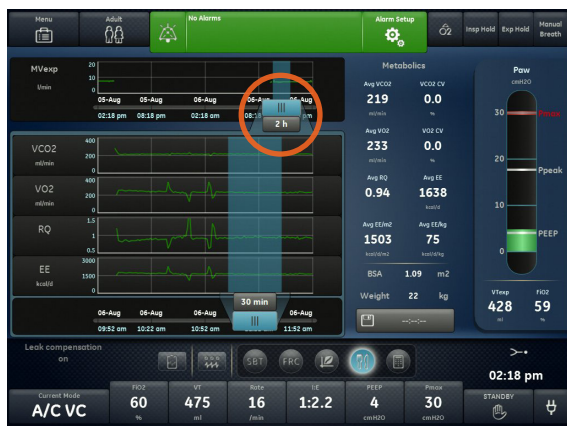 Menu
Adult
No Alarms
Alarm Setup
O2
Insp Hold
Exp Hold
Manual
Breath
MVexp
l/min
20
10
0
05-Aug 05-Aug 06-Aug 06-Aug 06-Aug
02:18 pm 08:18 pm 02:18 am
2 h
VCO2
ml/min
400
200
0
VO2
ml/min
400
200
0
RQ
1.5
1
0.5
EE
kcal/d
3000
1500
0
30 min
06-Aug 06-Aug 06-Aug 06-Aug
09:52 am 10:22 am 10:52 am 11:52 am
Metabolics
Avg VCO2 VCO2 CV
219 0.0
ml/min %
Avg VO2 VO2 CV
233 0.0
ml/min %
Avg RQ Avg EE
0.94 1638
kcal/d
Avg EE/m2 Avg EE/kg
1503 75
kcal/d/m2 kcal/d/kg
BSA 1.09 m2
Weight 22 kg
--:--:--
Paw
cmH2O
30
Pmax
20
Ppeak
10
PEEP
0
VTexp FiO2
428 59
ml %
Leak compensation
on
SBT
FRC
02:18 pm
Current Mode
A/C VC
FiO2
60
%
VT
475
ml
Rate
16
/min
I:E
1:2.2
PEEP
4
cmH2O
Pmax
30
cmH2O
STANDBY